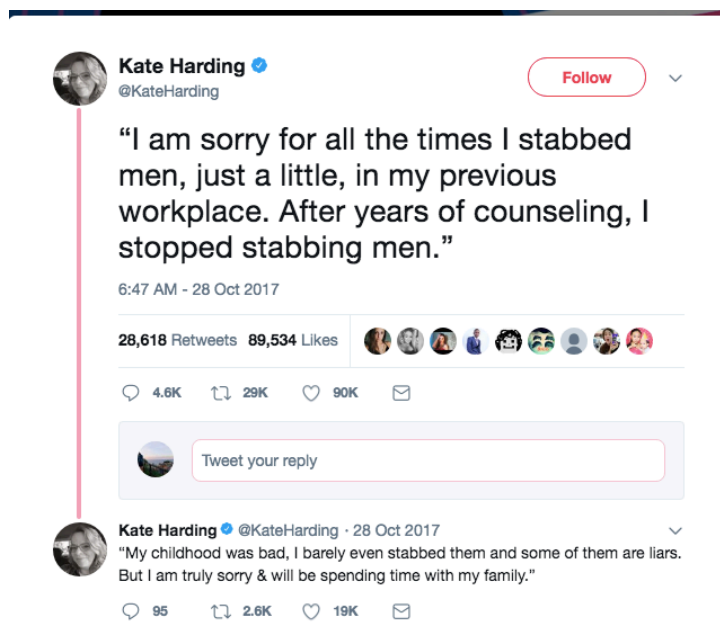 Kate Harding
@KateHarding
Follow
“I am sorry for all the times I stabbed
men, just a little, in my previous
workplace. After years of counseling, I
stopped stabbing men.”
6:47 AM - 28 Oct 2017
28,618 Retweets 89,534 Likes
4.6K 29K 90K
Tweet your reply
Kate Harding @KateHarding · 28 Oct 2017
“My childhood was bad, I barely even stabbed them and some of them are liars.
But I am truly sorry & will be spending time with my family.”
95 2.6K 19K